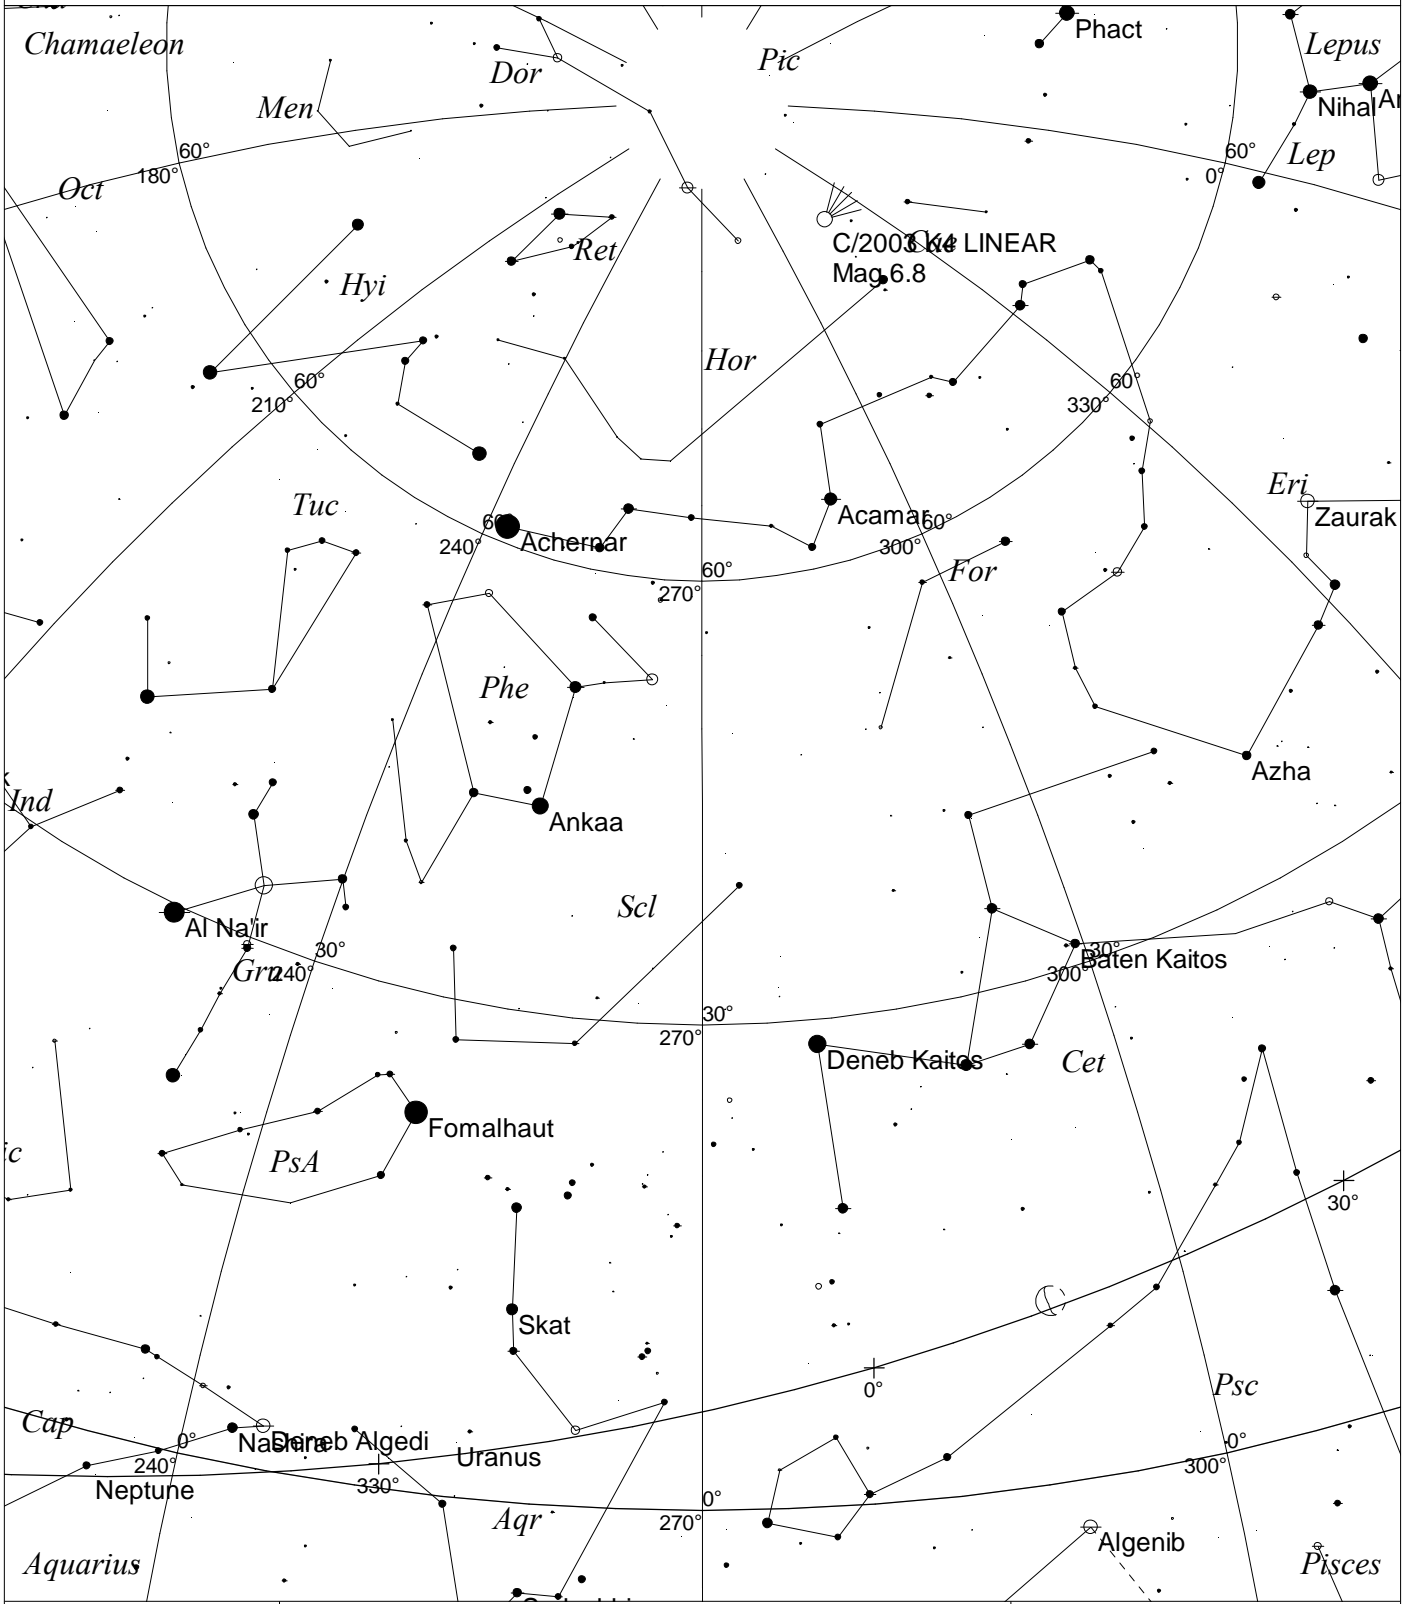 Chamaeleon
Dor
Pic
Phact
Lepus
Men
Nihal
60°
180°
60°
0°
Lep
Oct
Ret
C/2003 K4 LINEAR
Mag 6.8
Hyi
Hor
60°
210°
60°
330°
Tuc
Eri
Acamar
Zaurak
60°
240°
Achernar
60°
300°
60°
270°
For
Phe
Azha
Ind
Ankaa
Scl
Al Na'ir
30°
240°
Gru
30°
300°
Baten Kaitos
30°
270°
Deneb Kaitos
Cet
Fomalhaut
PsA
30°
Skat
0°
Psc
Cap
Nashira
Deneb Algedi
0°
240°
Uranus
0°
300°
Neptune
330°
0°
270°
Aqr
Algenib
Aquarius
Pisces